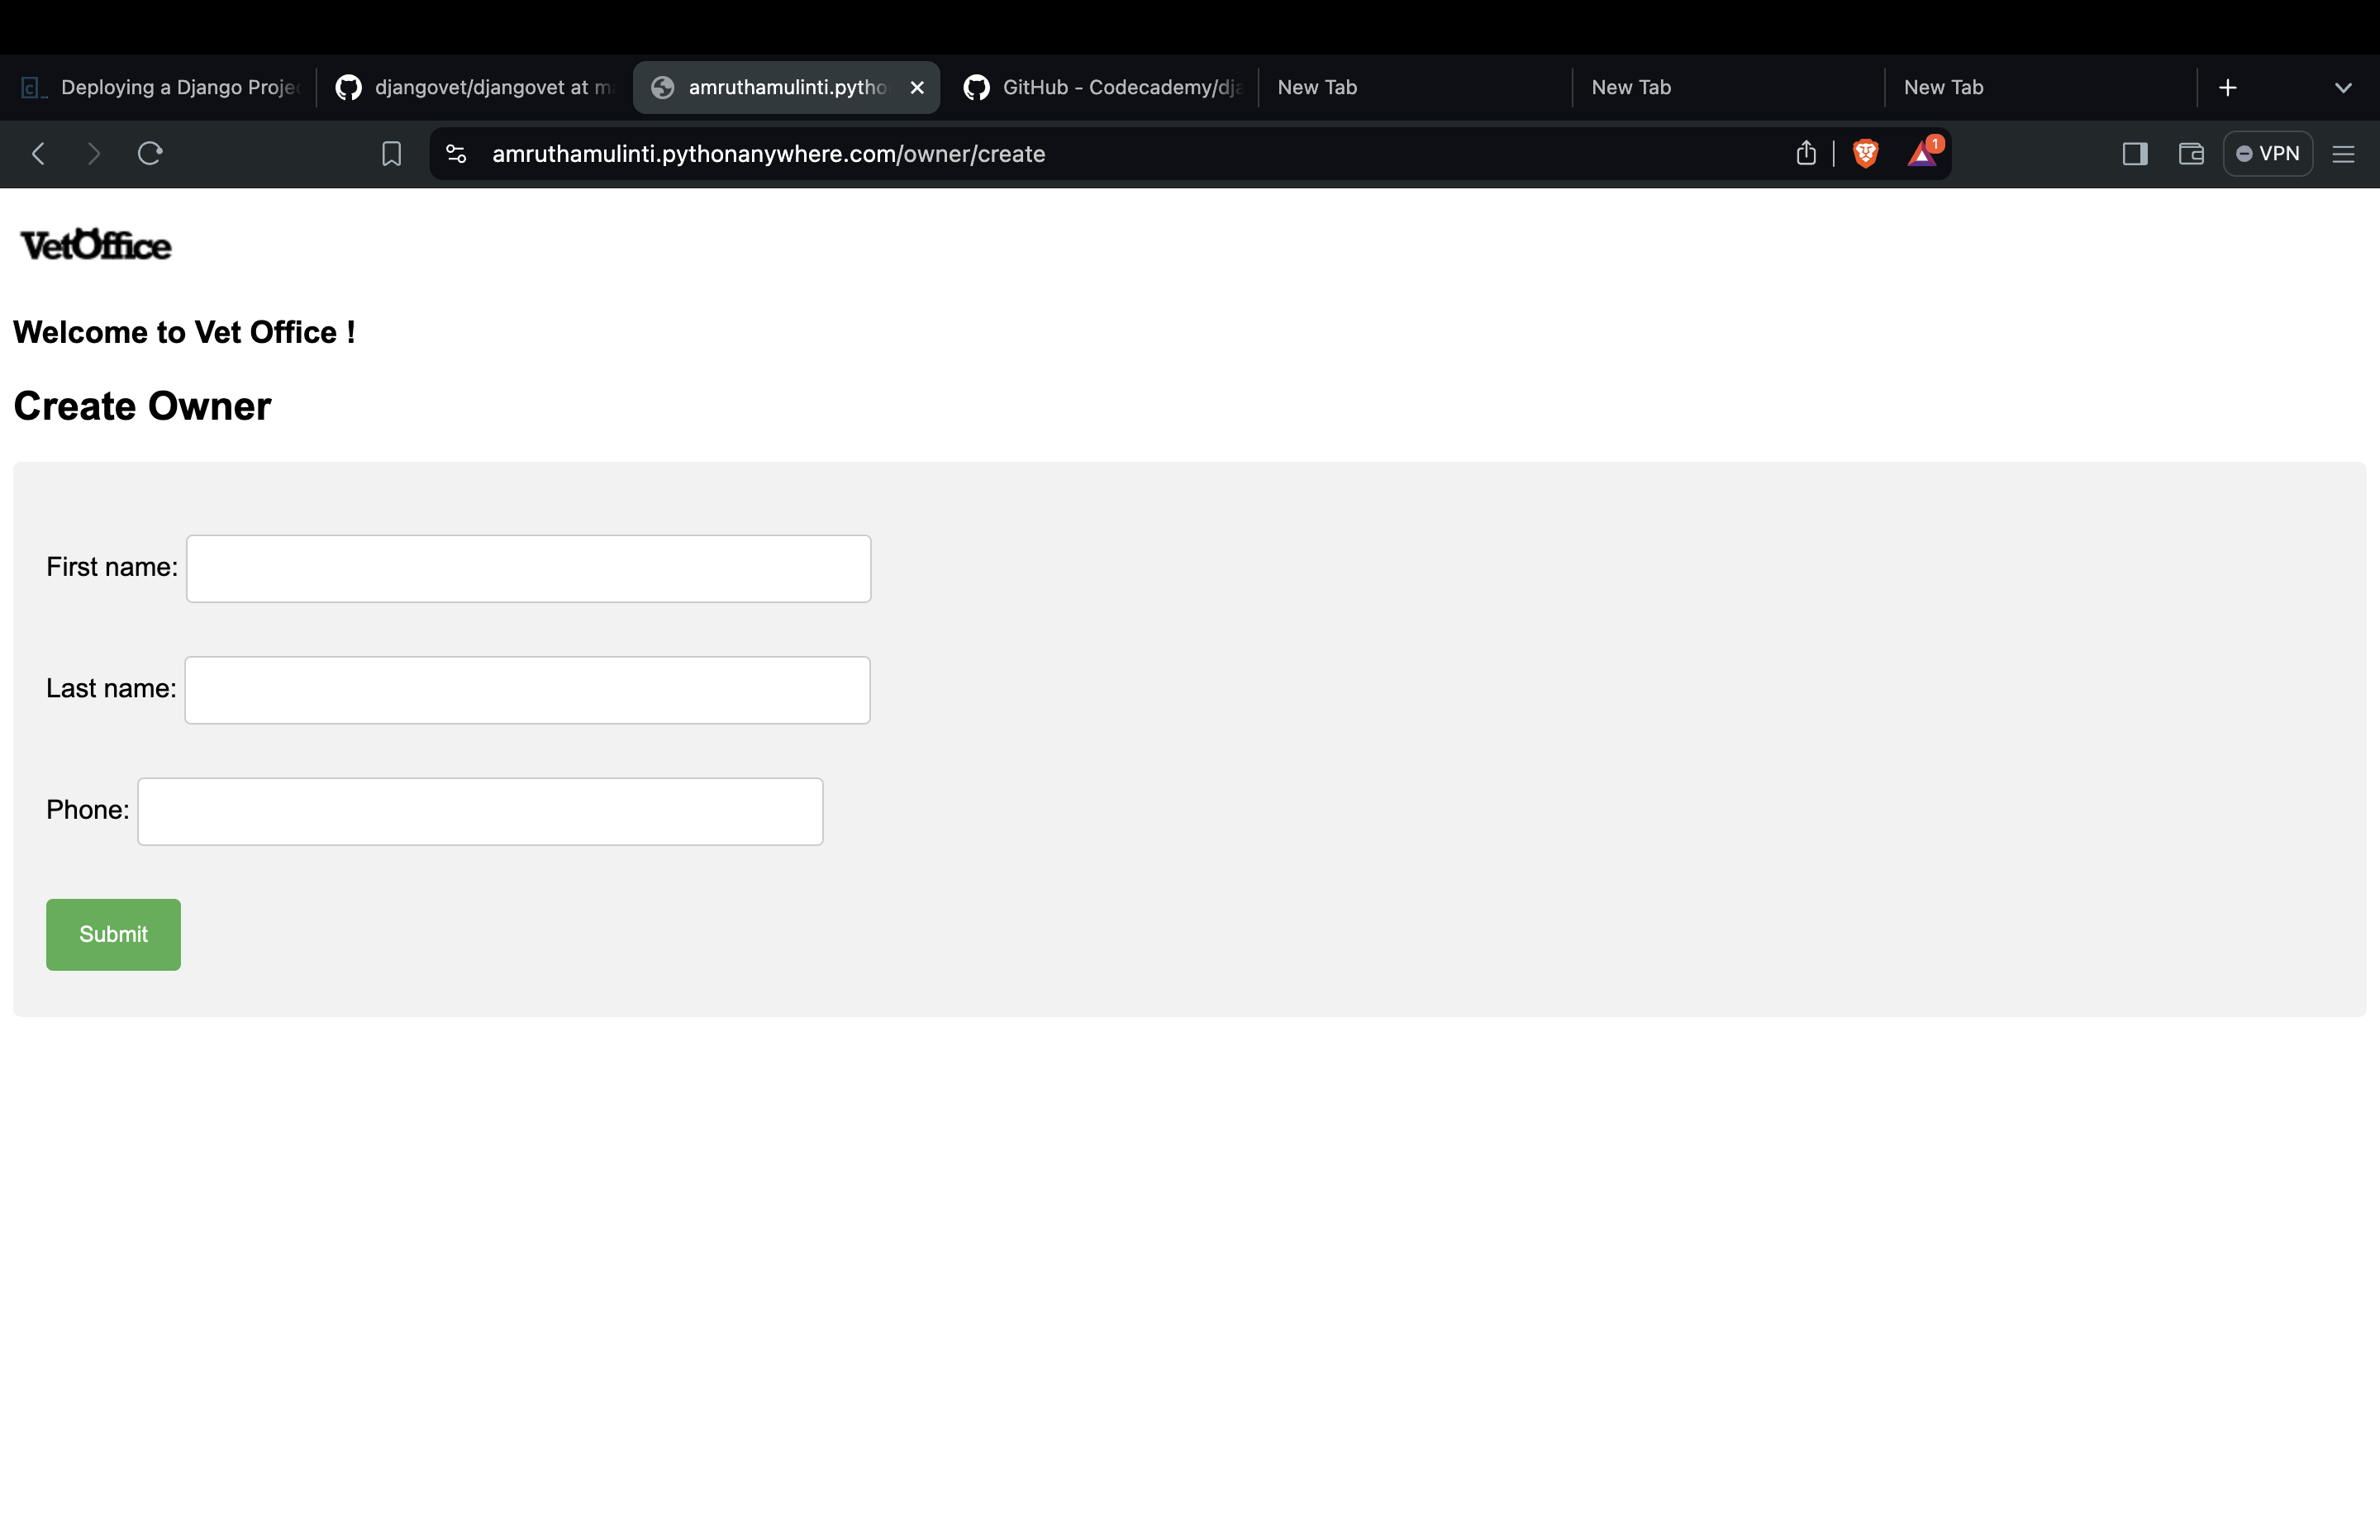 Deploying a Django Proje
djangovet/djangovet at m
amruthamulinti.pytho
GitHub - Codecademy/dja
New Tab
New Tab
New Tab
amruthamulinti.pythonanywhere.com/owner/create
1
VPN
VetOffice
Welcome to Vet Office !
Create Owner
First name:
Last name:
Phone:
Submit